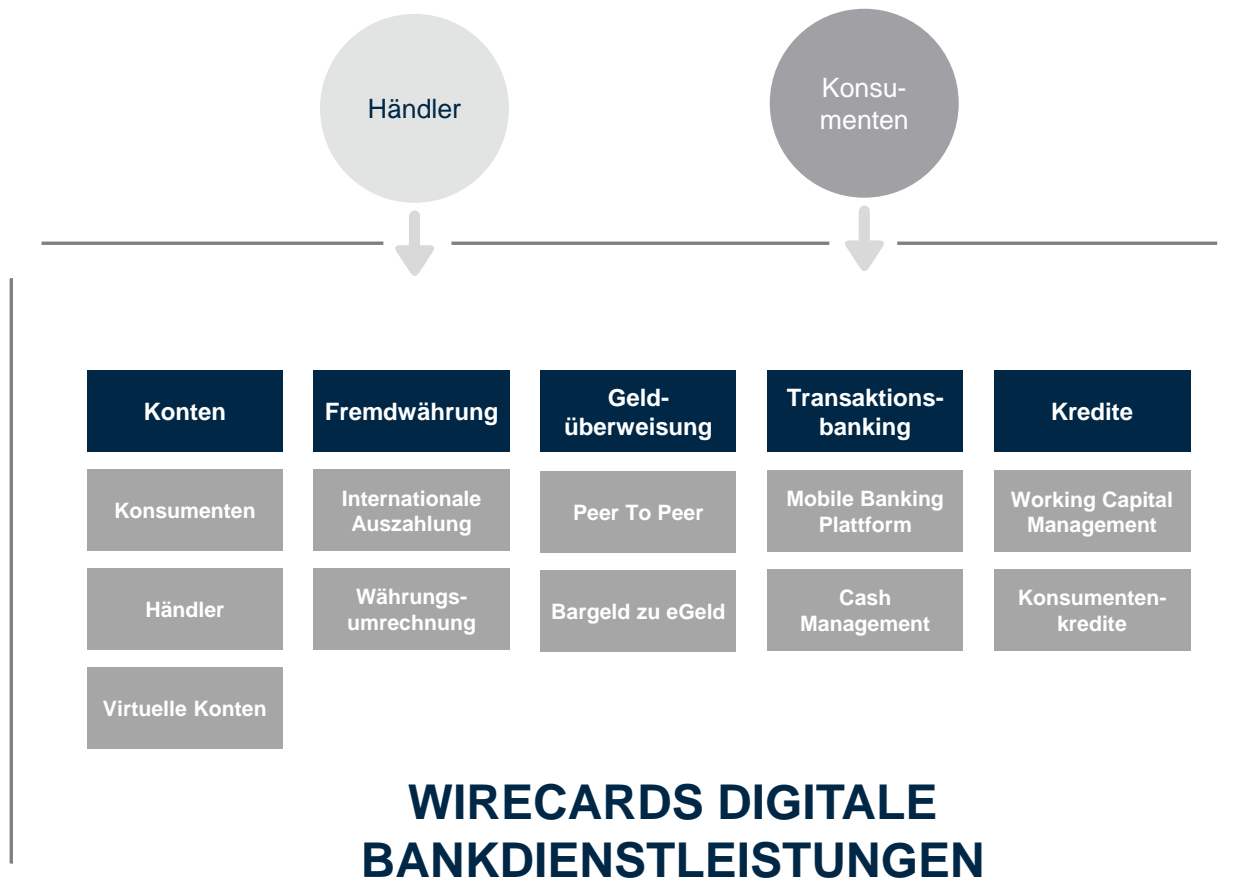 Händler
Konsu-
menten
Konten
Fremdwährung
Geld-
überweisung
Transaktions-
banking
Kredite
Konsumenten
Internationale
Auszahlung
Peer To Peer
Mobile Banking
Plattform
Working Capital
Management
Händler
Währungs-
umrechnung
Bargeld zu eGeld
Cash
Management
Konsumenten-
kredite
Virtuelle Konten
WIRECARDS DIGITALE
BANKDIENSTLEISTUNGEN